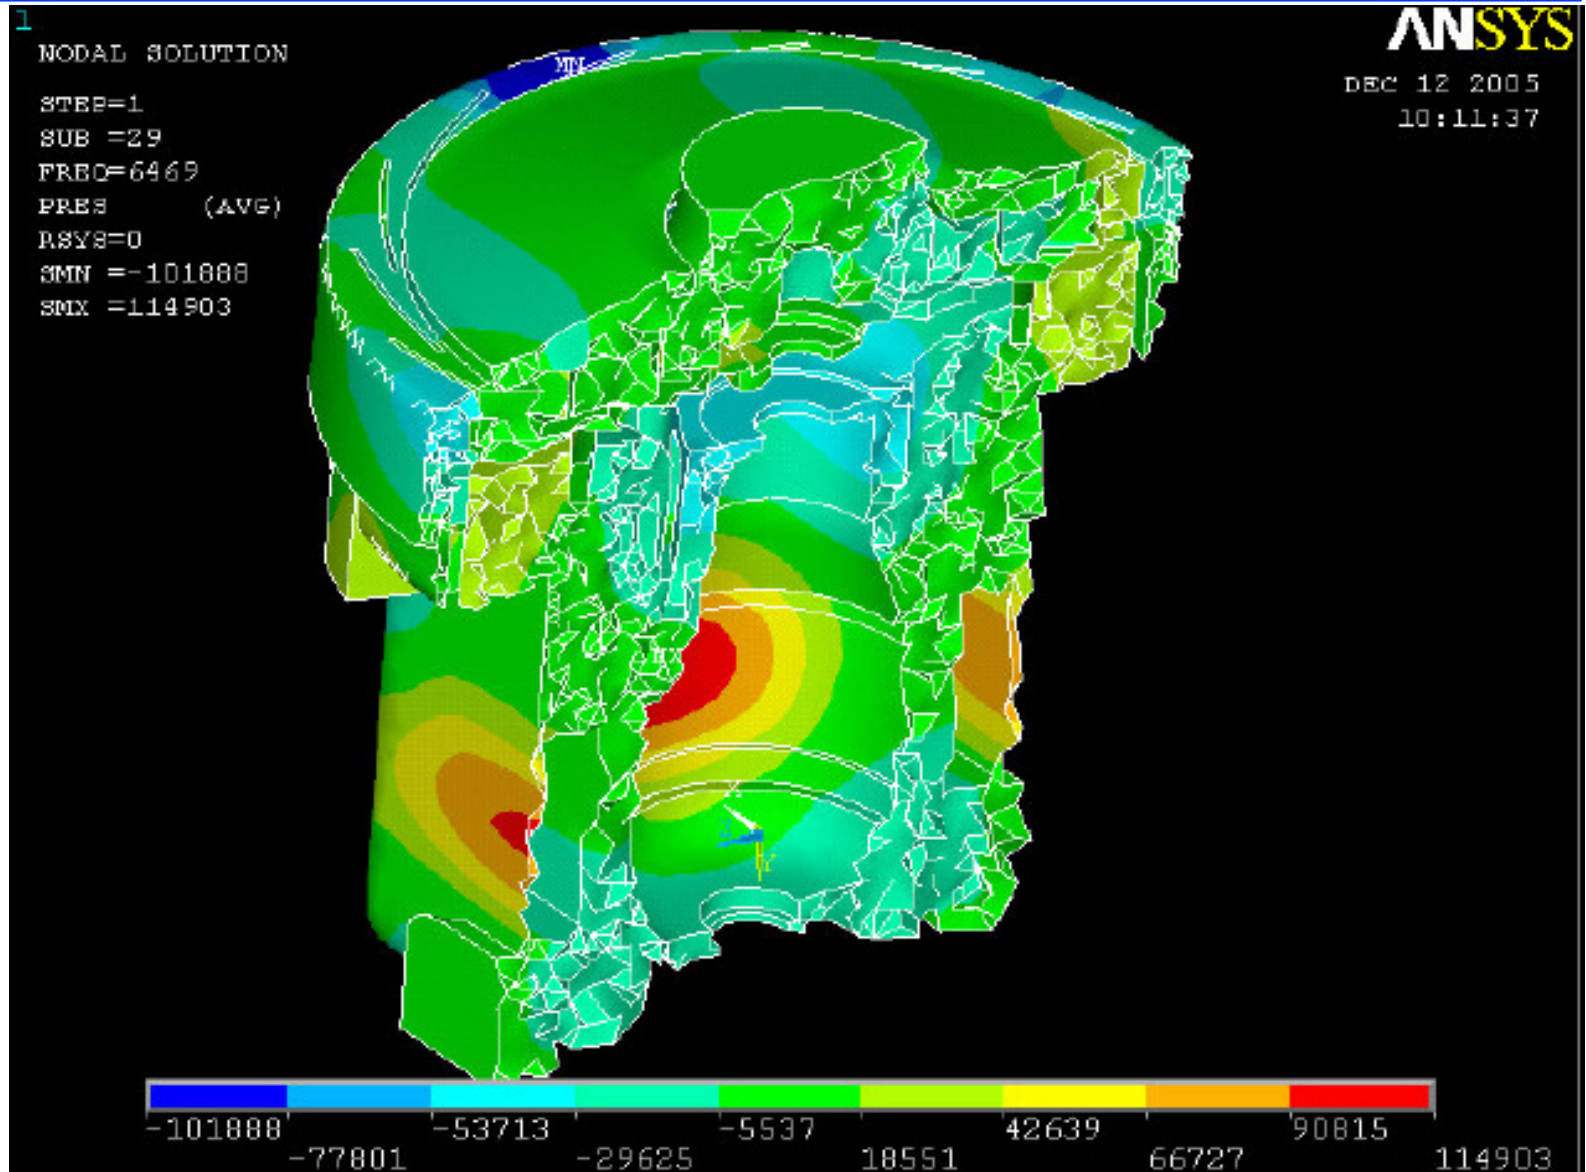 1
ANSYS
NODAL SOLUTION
DEC 12 2005
10:11:37
STEP=1
SUB =29
FREQ=6469
PRES (AVG)
RSYS=0
SMN =-101888
SMX =114903
MN
MX
Y
-101888 -53713 -5537 42639 90815
-77801 -29625 18551 66727 114903